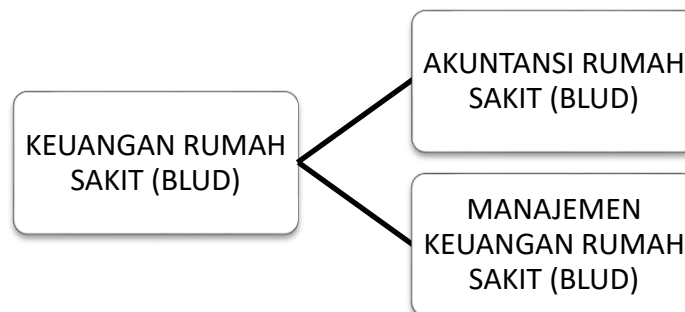 KEUANGAN RUMAH
SAKIT (BLUD)
AKUNTANSI RUMAH
SAKIT (BLUD)
MANAJEMEN
KEUANGAN RUMAH
SAKIT (BLUD)